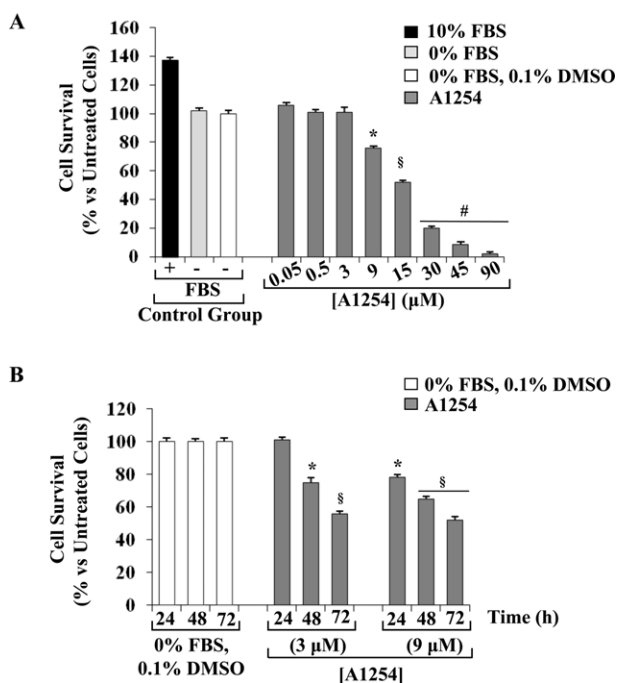 A
10% FBS
0% FBS
0% FBS, 0.1% DMSO
A1254
Cell Survival
(% vs Untreated Cells)
160
140
120
100
80
60
40
20
0
* § #
+ - -
FBS
Control Group
0.05 0.5 3 9 15 30 45 90
[A1254] (µM)
B
0% FBS, 0.1% DMSO
A1254
Cell Survival
(% vs Untreated Cells)
120
100
80
60
40
20
0
* § * §
24 48 72 24 48 72 24 48 72 Time (h)
0% FBS,
0.1% DMSO
(3 µM) (9 µM)
[A1254]